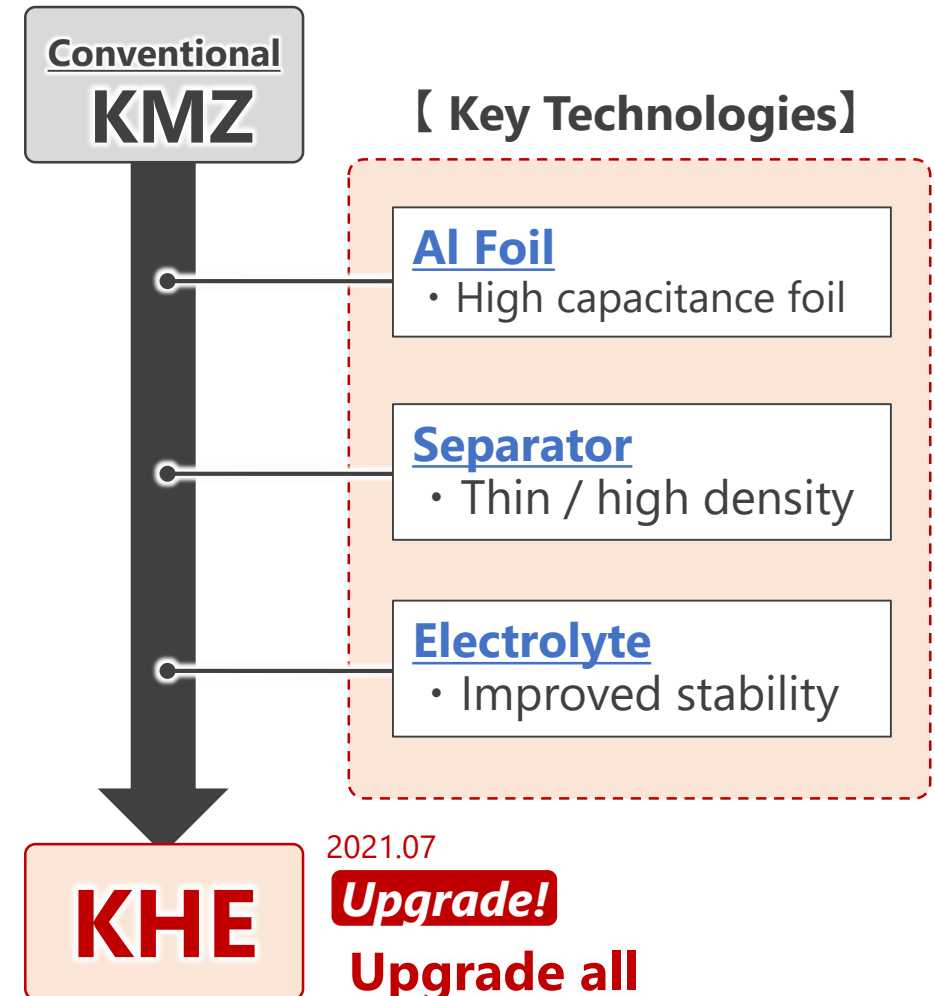 Conventional
KMZ
【 Key Technologies】
Al Foil
・High capacitance foil
Separator
・Thin / high density
Electrolyte
・Improved stability
2021.07
KHE
Upgrade!
Upgrade all